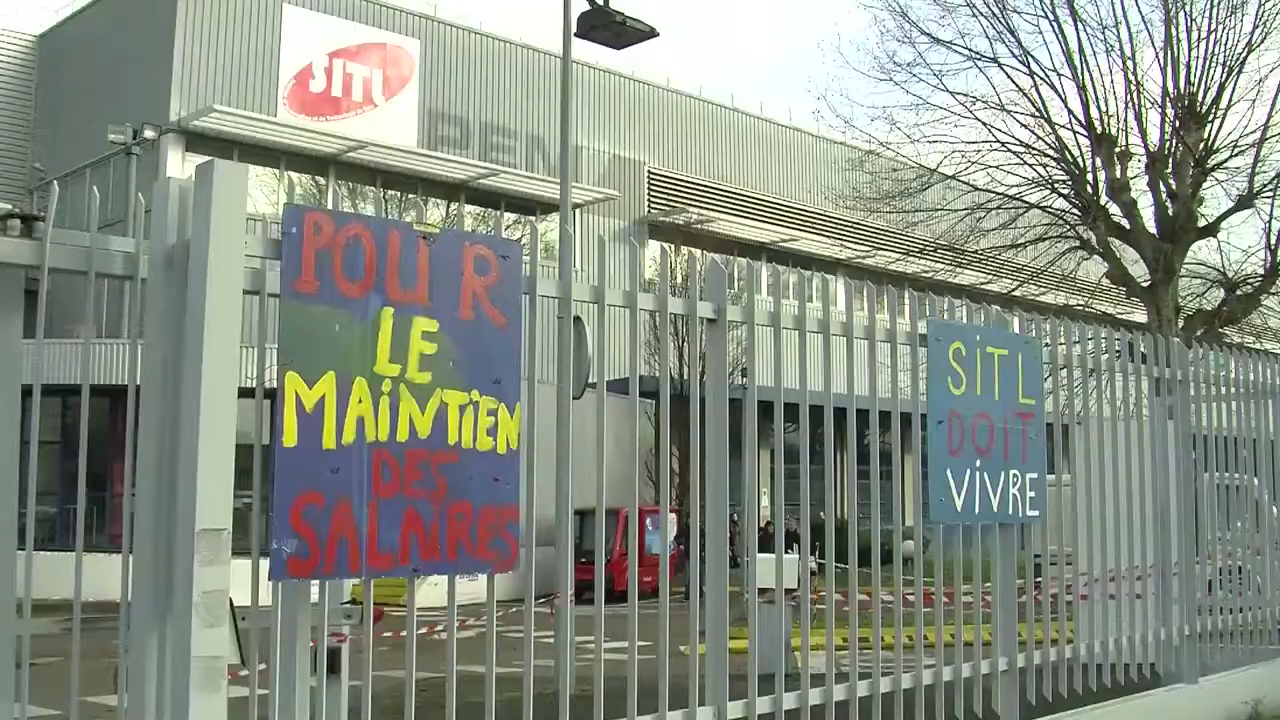 SITL
POUR
LE
MAiNTiEN
DES
SALAIRES
SiTL
DOiT
ViVRE